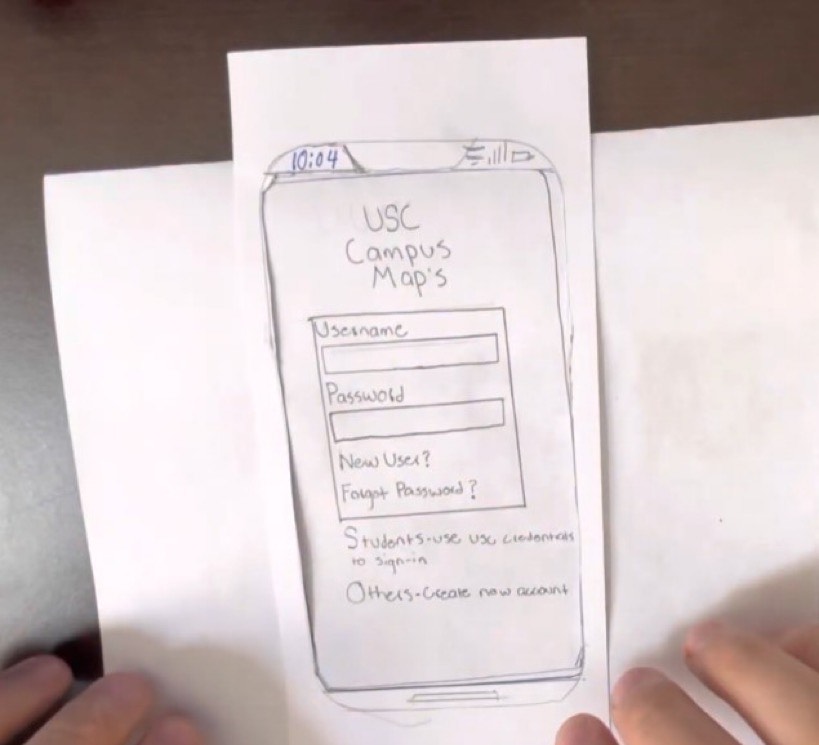 10:04
USC
Campus
Map's
Username
Password
New User?
Forgot Password?
Students-use USC credentials
to sign-in
Others-Create new account